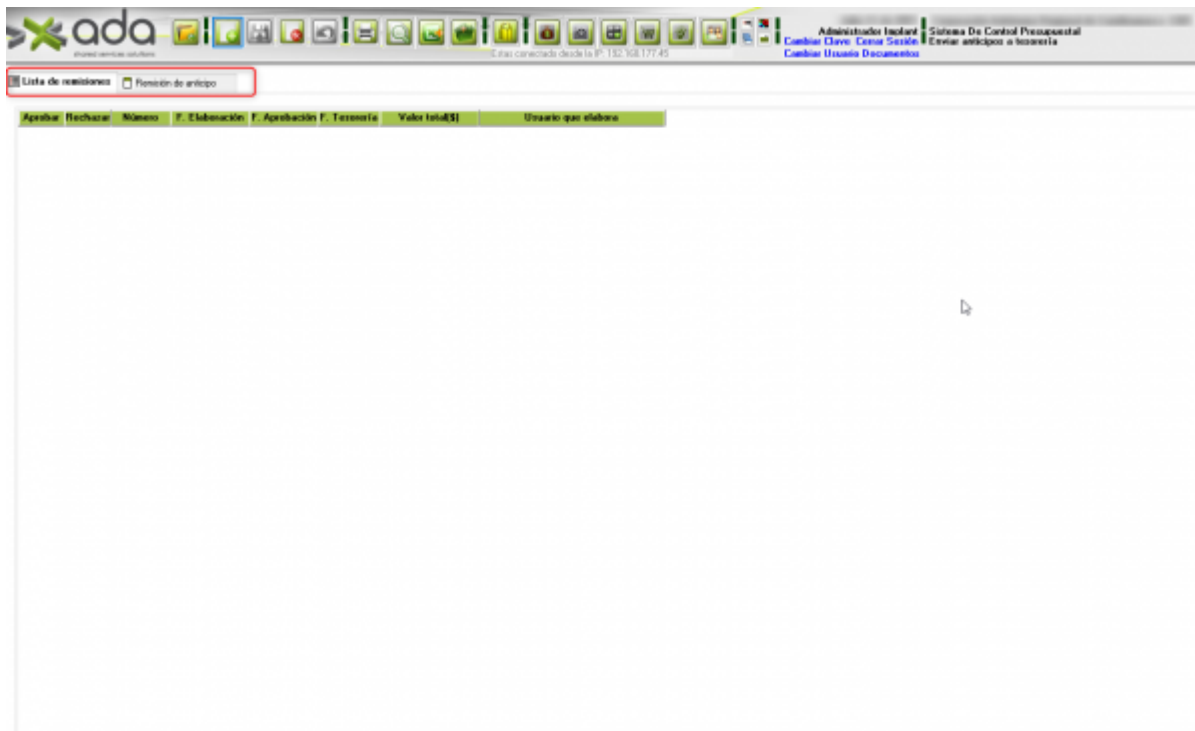 ada
shared services solutions
Estas conectado desde la IP: 192.168.177.45
Administrador Implant
Cambiar Clave Cerrar Sesión
Cambiar Usuario Documentos
Sistema De Control Presupuestal
Enviar anticipos a tesorería
Lista de remisiones Remisión de anticipo
Aprobar Rechazar Número F. Elaboración F. Aprobación F. Tesorería Valor total($) Usuario que elabora